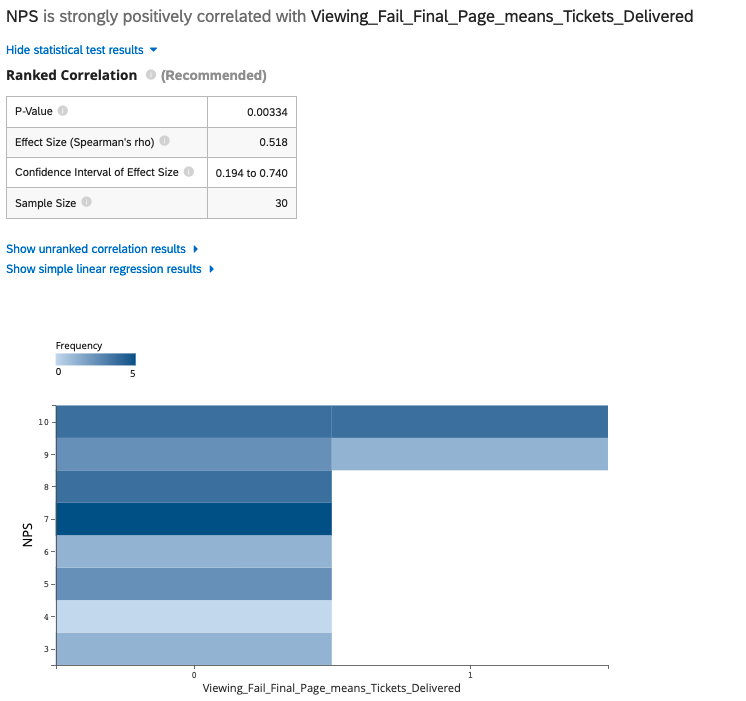 NPS is strongly positively correlated with Viewing_Fail_Final_Page_means_Tickets_Delivered
Hide statistical test results
Ranked Correlation (Recommended)
P-Value 0.00334
Effect Size (Spearman's rho) 0.518
Confidence Interval of Effect Size 0.194 to 0.740
Sample Size 30
Show unranked correlation results
Show simple linear regression results
Frequency
0 5
10
9
8
7
NPS
6
5
4
3
0 1
Viewing_Fail_Final_Page_means_Tickets_Delivered